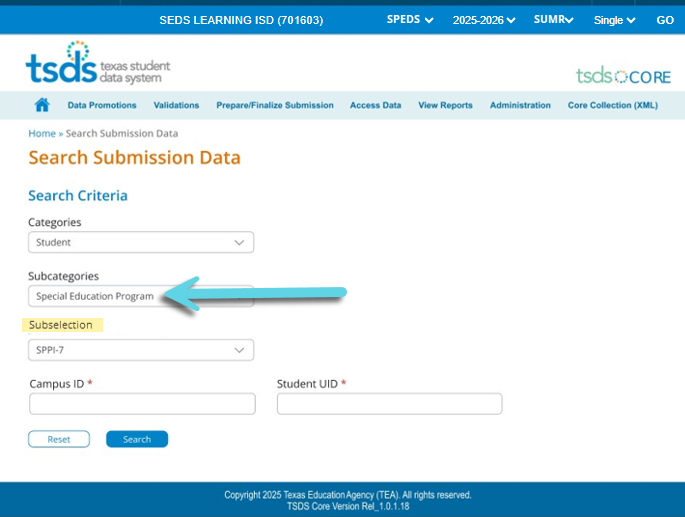 SEDS LEARNING ISD (701603) SPEDS 2025-2026 SUMR Single GO
tsds texas student
data system
tsds CORE
Data Promotions Validations Prepare/Finalize Submission Access Data View Reports Administration Core Collection (XML)
Home » Search Submission Data
Search Submission Data
Search Criteria
Categories
Student
Subcategories
Special Education Program
Subselection
SPPI-7
Campus ID * Student UID *
Reset Search
Copyright 2025 Texas Education Agency (TEA). All rights reserved.
TSDS Core Version Rel_1.0.1.18